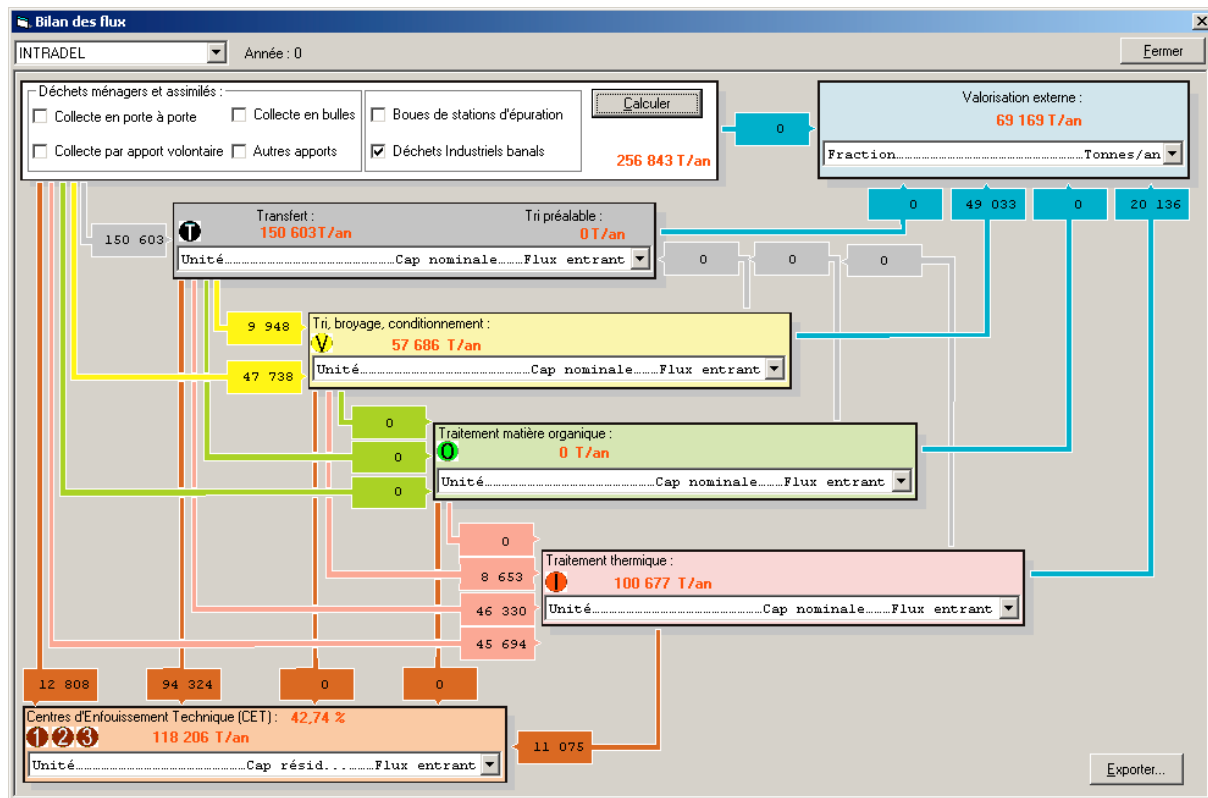 Bilan des flux
INTRADEL
Année : 0
Fermer
Déchets ménagers et assimilés :
Collecte en porte à porte
Collecte en bulles
Boues de stations d'épuration
Calculer
Collecte par apport volontaire
Autres apports
Déchets Industriels banals
256 843 T/an
0
Valorisation externe :
69 169 T/an
Fraction......Tonnes/an
0
49 033
0
20 136
150 603
T
Transfert :
150 603T/an
Tri préalable :
0T/an
Unité......Cap nominale......Flux entrant
0
0
0
9 948
47 738
Tri, broyage, conditionnement :
V
57 686 T/an
Unité......Cap nominale......Flux entrant
0
0
0
Traitement matière organique :
O
0 T/an
Unité......Cap nominale......Flux entrant
0
8 653
46 330
45 694
Traitement thermique :
I
100 677 T/an
Unité......Cap nominale......Flux entrant
12 808
94 324
0
0
Centres d'Enfouissement Technique (CET) : 42,74 %
1 2 3
118 206 T/an
Unité......Cap résid......Flux entrant
11 075
Exporter...